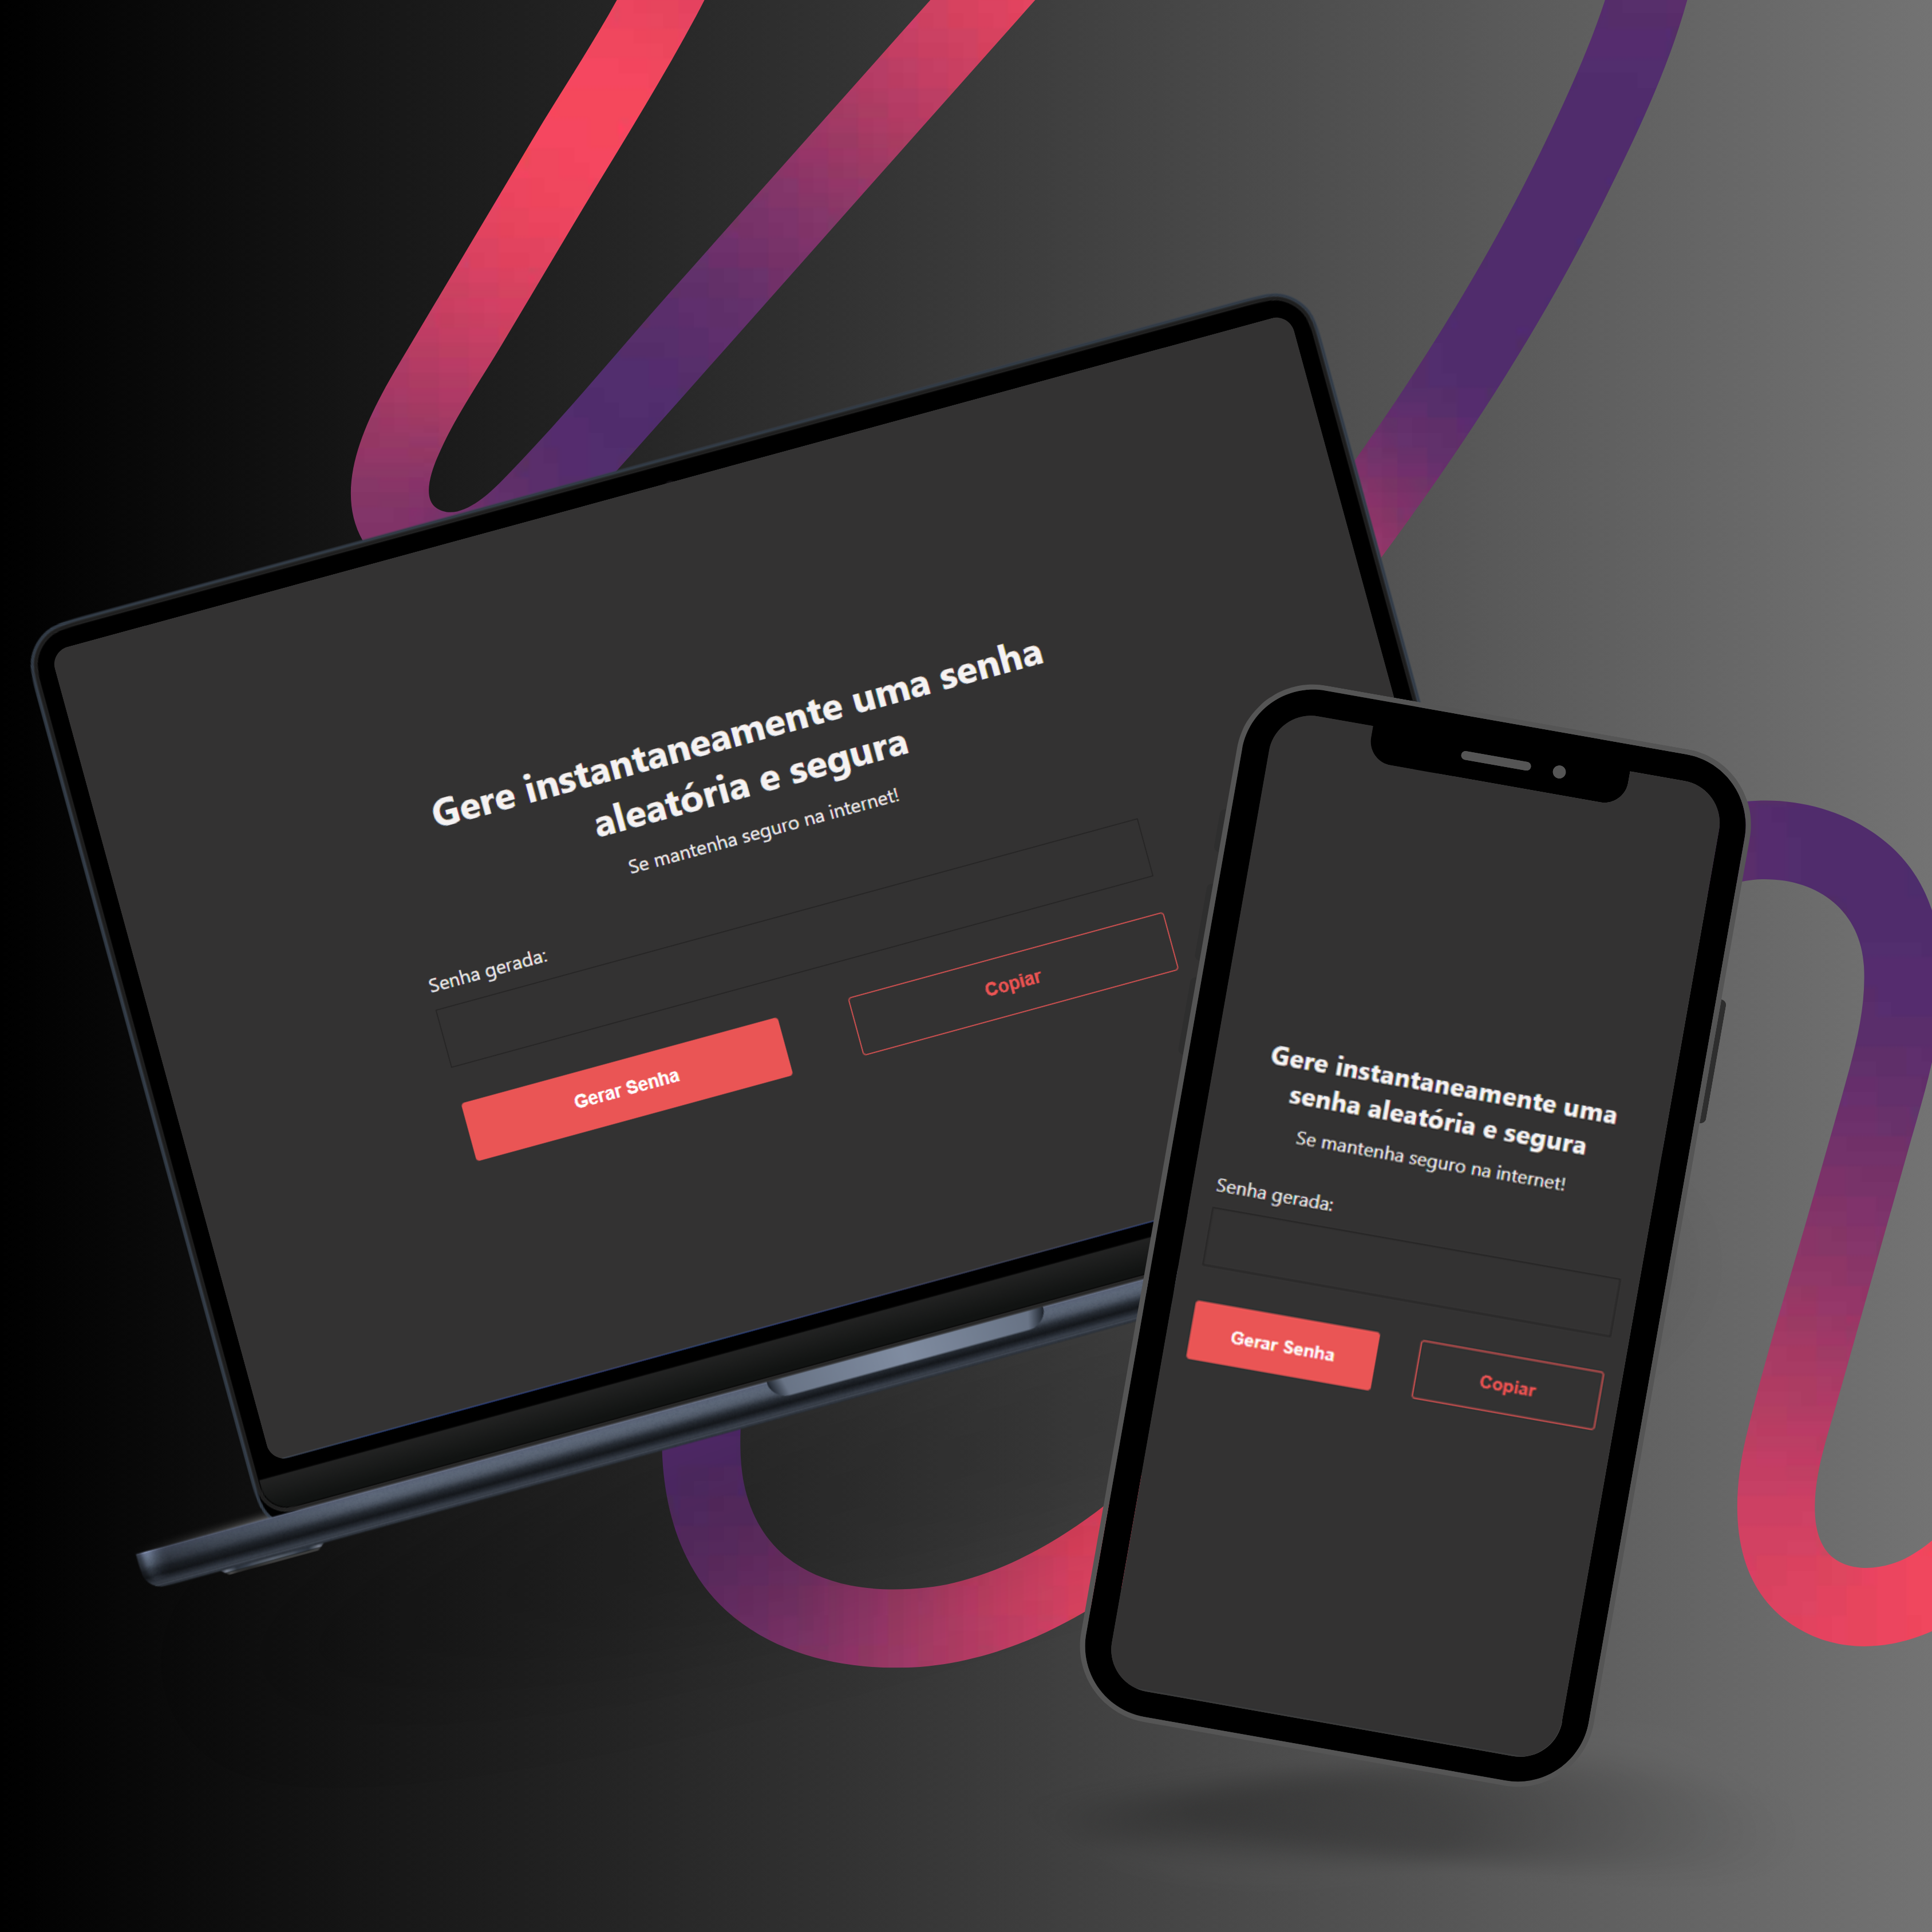 Gere instantaneamente uma senha
aleatória e segura
Se mantenha seguro na internet!
Senha gerada:
Gerar Senha
Copiar
Gere instantaneamente uma
senha aleatória e segura
Se mantenha seguro na internet!
Senha gerada:
Gerar Senha
Copiar